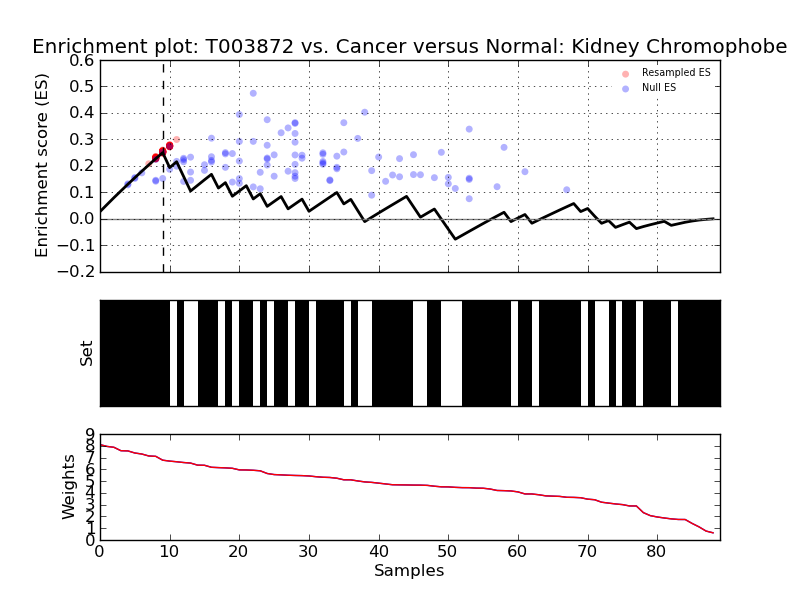 Enrichment plot: T003872 vs. Cancer versus Normal: Kidney Chromophobe
Enrichment score (ES)
0.6
0.5
0.4
0.3
0.2
0.1
0.0
−0.1
−0.2
Resampled ES
Null ES
Set
Weights
9
8
7
6
5
4
3
2
1
0
0 10 20 30 40 50 60 70 80
Samples